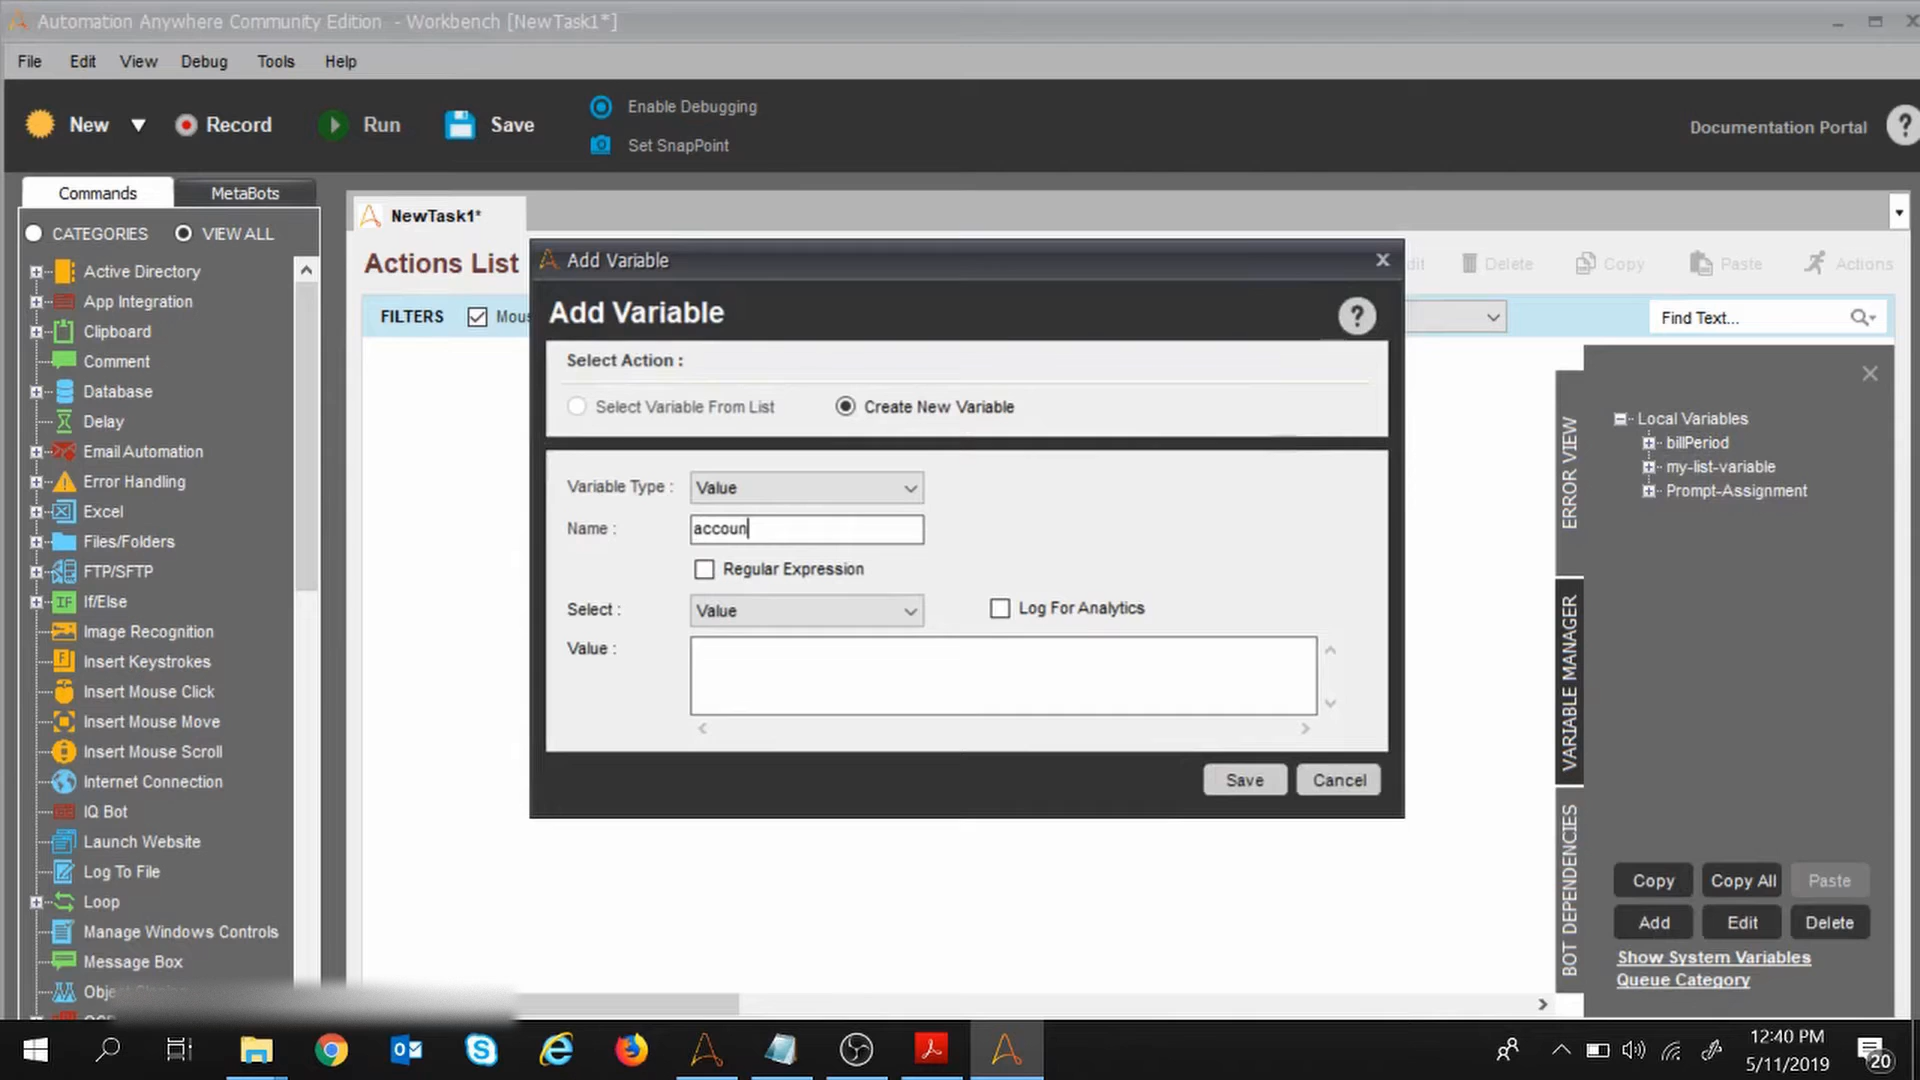 Automation Anywhere Community Edition - Workbench [NewTask1*]
File Edit View Debug Tools Help
New Record Run Save
Enable Debugging
Set SnapPoint
Documentation Portal ?
Commands MetaBots
CATEGORIES VIEW ALL
Active Directory
App Integration
Clipboard
Comment
Database
Delay
Email Automation
Error Handling
Excel
Files/Folders
FTP/SFTP
If/Else
Image Recognition
Insert Keystrokes
Insert Mouse Click
Insert Mouse Move
Insert Mouse Scroll
Internet Connection
IQ Bot
Launch Website
Log To File
Loop
Manage Windows Controls
Message Box
NewTask1*
Actions List
Delete Copy Paste Actions
FILTERS
Find Text...
Add Variable
Add Variable ?
Select Action :
Select Variable From List Create New Variable
Variable Type : Value
Name : accoun
Regular Expression
Select : Value Log For Analytics
Value :
Save Cancel
ERROR VIEW
VARIABLE MANAGER
BOT DEPENDENCIES
Local Variables
billPeriod
my-list-variable
Prompt-Assignment
Copy Copy All Paste
Add Edit Delete
Show System Variables
Queue Category
12:40 PM
5/11/2019
20